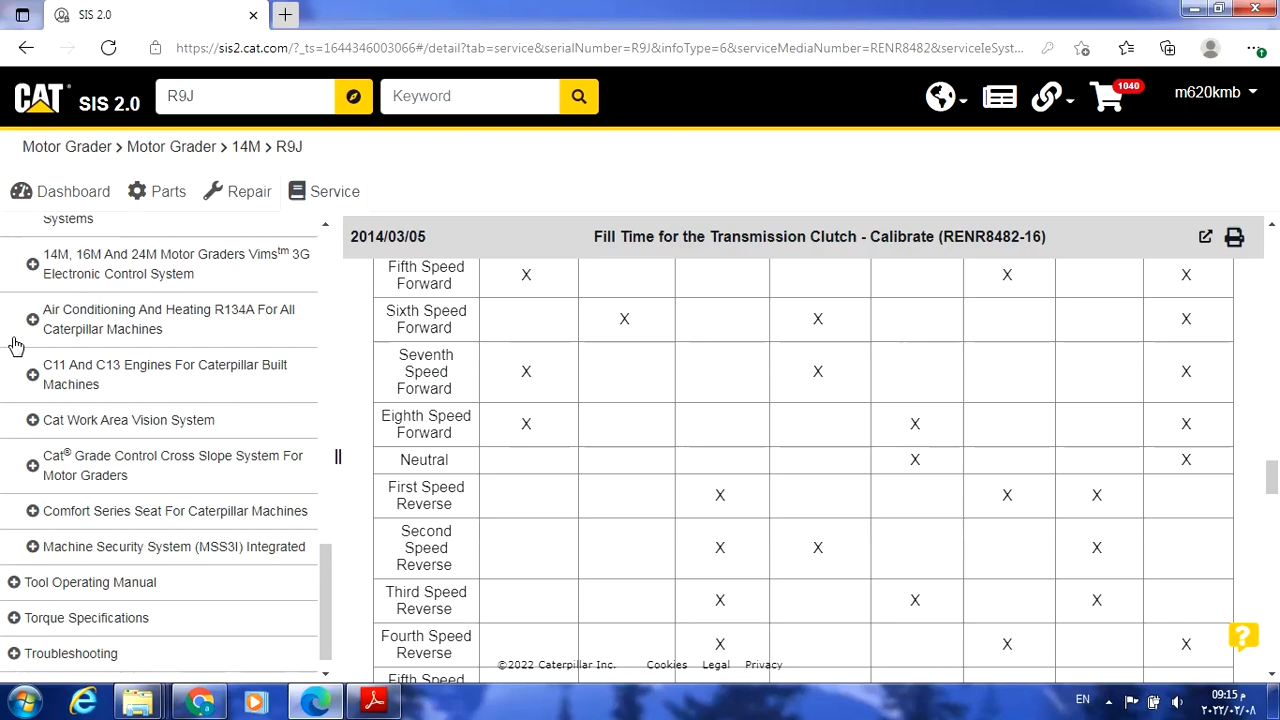 SIS 2.0
https://sis2.cat.com/?_ts=1644346003066#/detail?tab=service&serialNumber=R9J&infoType=6&serviceMediaNumber=RENR8482&serviceIeSyst...
CAT SIS 2.0
R9J
Keyword
1040
m620kmb
Motor Grader > Motor Grader > 14M > R9J
Dashboard Parts Repair Service
Systems
14M, 16M And 24M Motor Graders Vims™ 3G
Electronic Control System
Air Conditioning And Heating R134A For All
Caterpillar Machines
C11 And C13 Engines For Caterpillar Built
Machines
Cat Work Area Vision System
Cat® Grade Control Cross Slope System For
Motor Graders
Comfort Series Seat For Caterpillar Machines
Machine Security System (MSS3I) Integrated
Tool Operating Manual
Torque Specifications
Troubleshooting
2014/03/05 Fill Time for the Transmission Clutch - Calibrate (RENR8482-16)
Fifth Speed
Forward X X X
Sixth Speed
Forward X X X
Seventh
Speed
Forward X X X
Eighth Speed
Forward X X X
Neutral X X
First Speed
Reverse X X X
Second
Speed
Reverse X X X
Third Speed
Reverse X X X
Fourth Speed
Reverse X X X
Fifth Speed
©2022 Caterpillar Inc. Cookies Legal Privacy
?
EN
09:15 م
٢٠٢٢/٠٢/٠٨